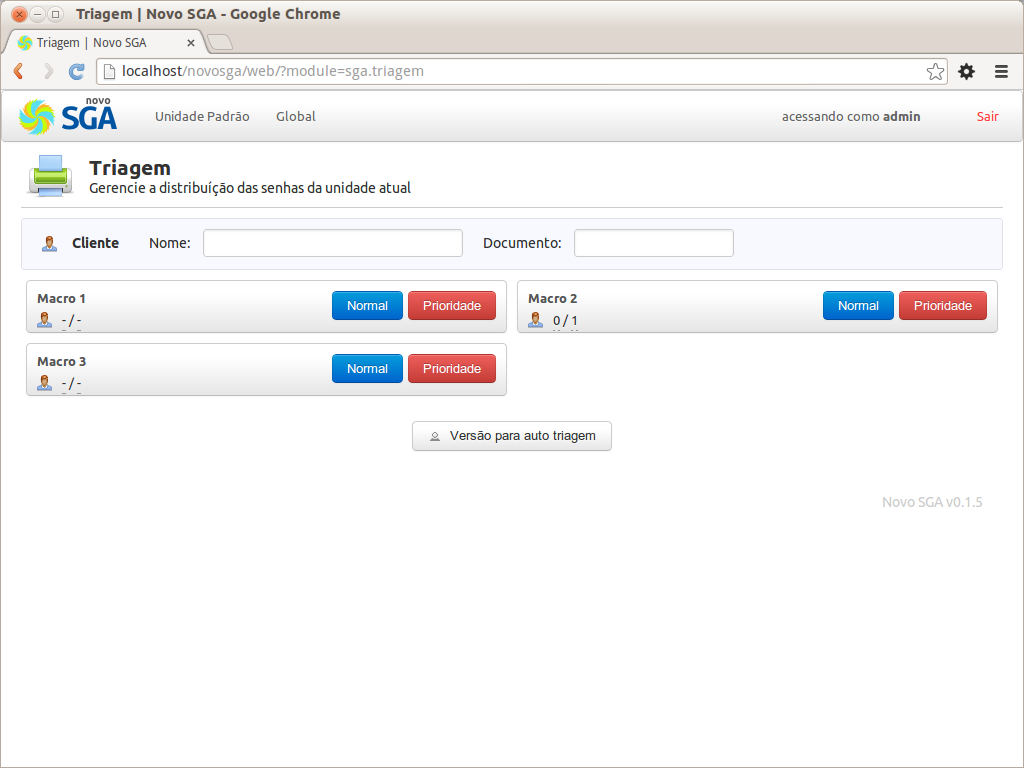 Triagem | Novo SGA - Google Chrome
Triagem | Novo SGA
localhost/novosga/web/?module=sga.triagem
novo
SGA
Unidade Padrão Global acessando como admin Sair
Triagem
Gerencie a distribuíção das senhas da unidade atual
Cliente Nome: Documento:
Macro 1
- / -
Normal Prioridade
Macro 2
0 / 1
Normal Prioridade
Macro 3
- / -
Normal Prioridade
Versão para auto triagem
Novo SGA v0.1.5